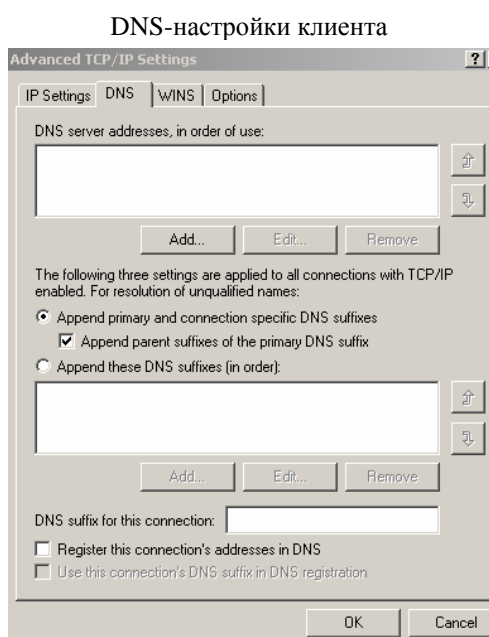 DNS-настройки клиента
Advanced TCP/IP Settings
?
IP Settings DNS WINS Options
DNS server addresses, in order of use:
Add... Edit... Remove
The following three settings are applied to all connections with TCP/IP
enabled. For resolution of unqualified names:
Append primary and connection specific DNS suffixes
Append parent suffixes of the primary DNS suffix
Append these DNS suffixes (in order):
Add... Edit... Remove
DNS suffix for this connection:
Register this connection's addresses in DNS
Use this connection's DNS suffix in DNS registration
OK Cancel